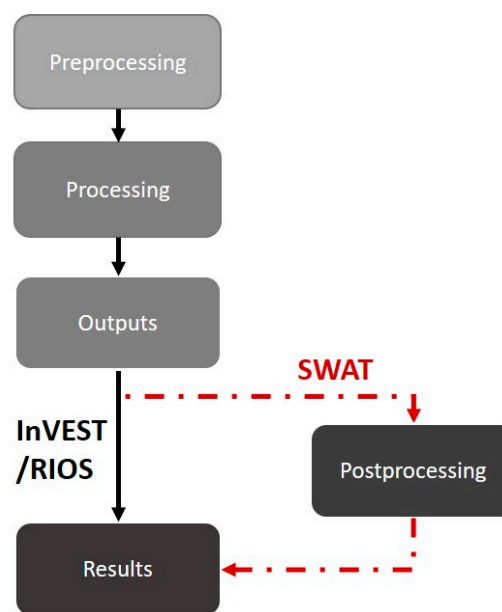 Preprocessing
Processing
Outputs
SWAT
InVEST
/RIOS
Postprocessing
Results